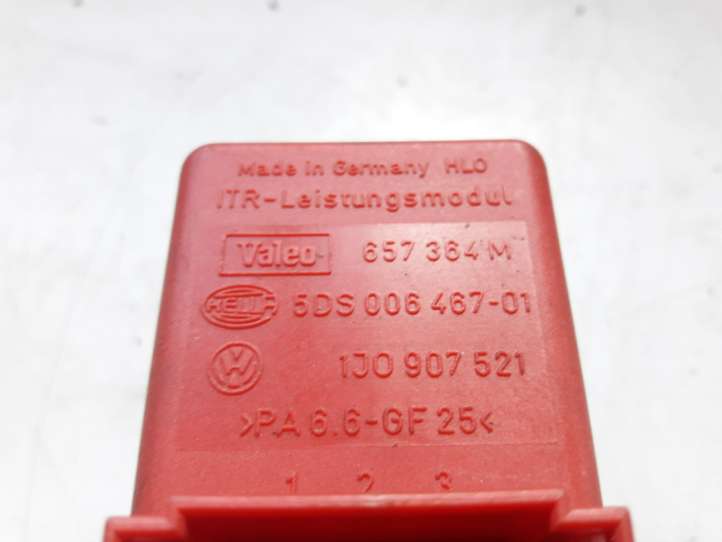 Made in Germany HLO
ITR-Leistungsmodul
Valeo 657 364 M
HELLA 5DS 006 467-01
VW 1J0 907 521
>PA 6.6-GF 25<
1 2 3